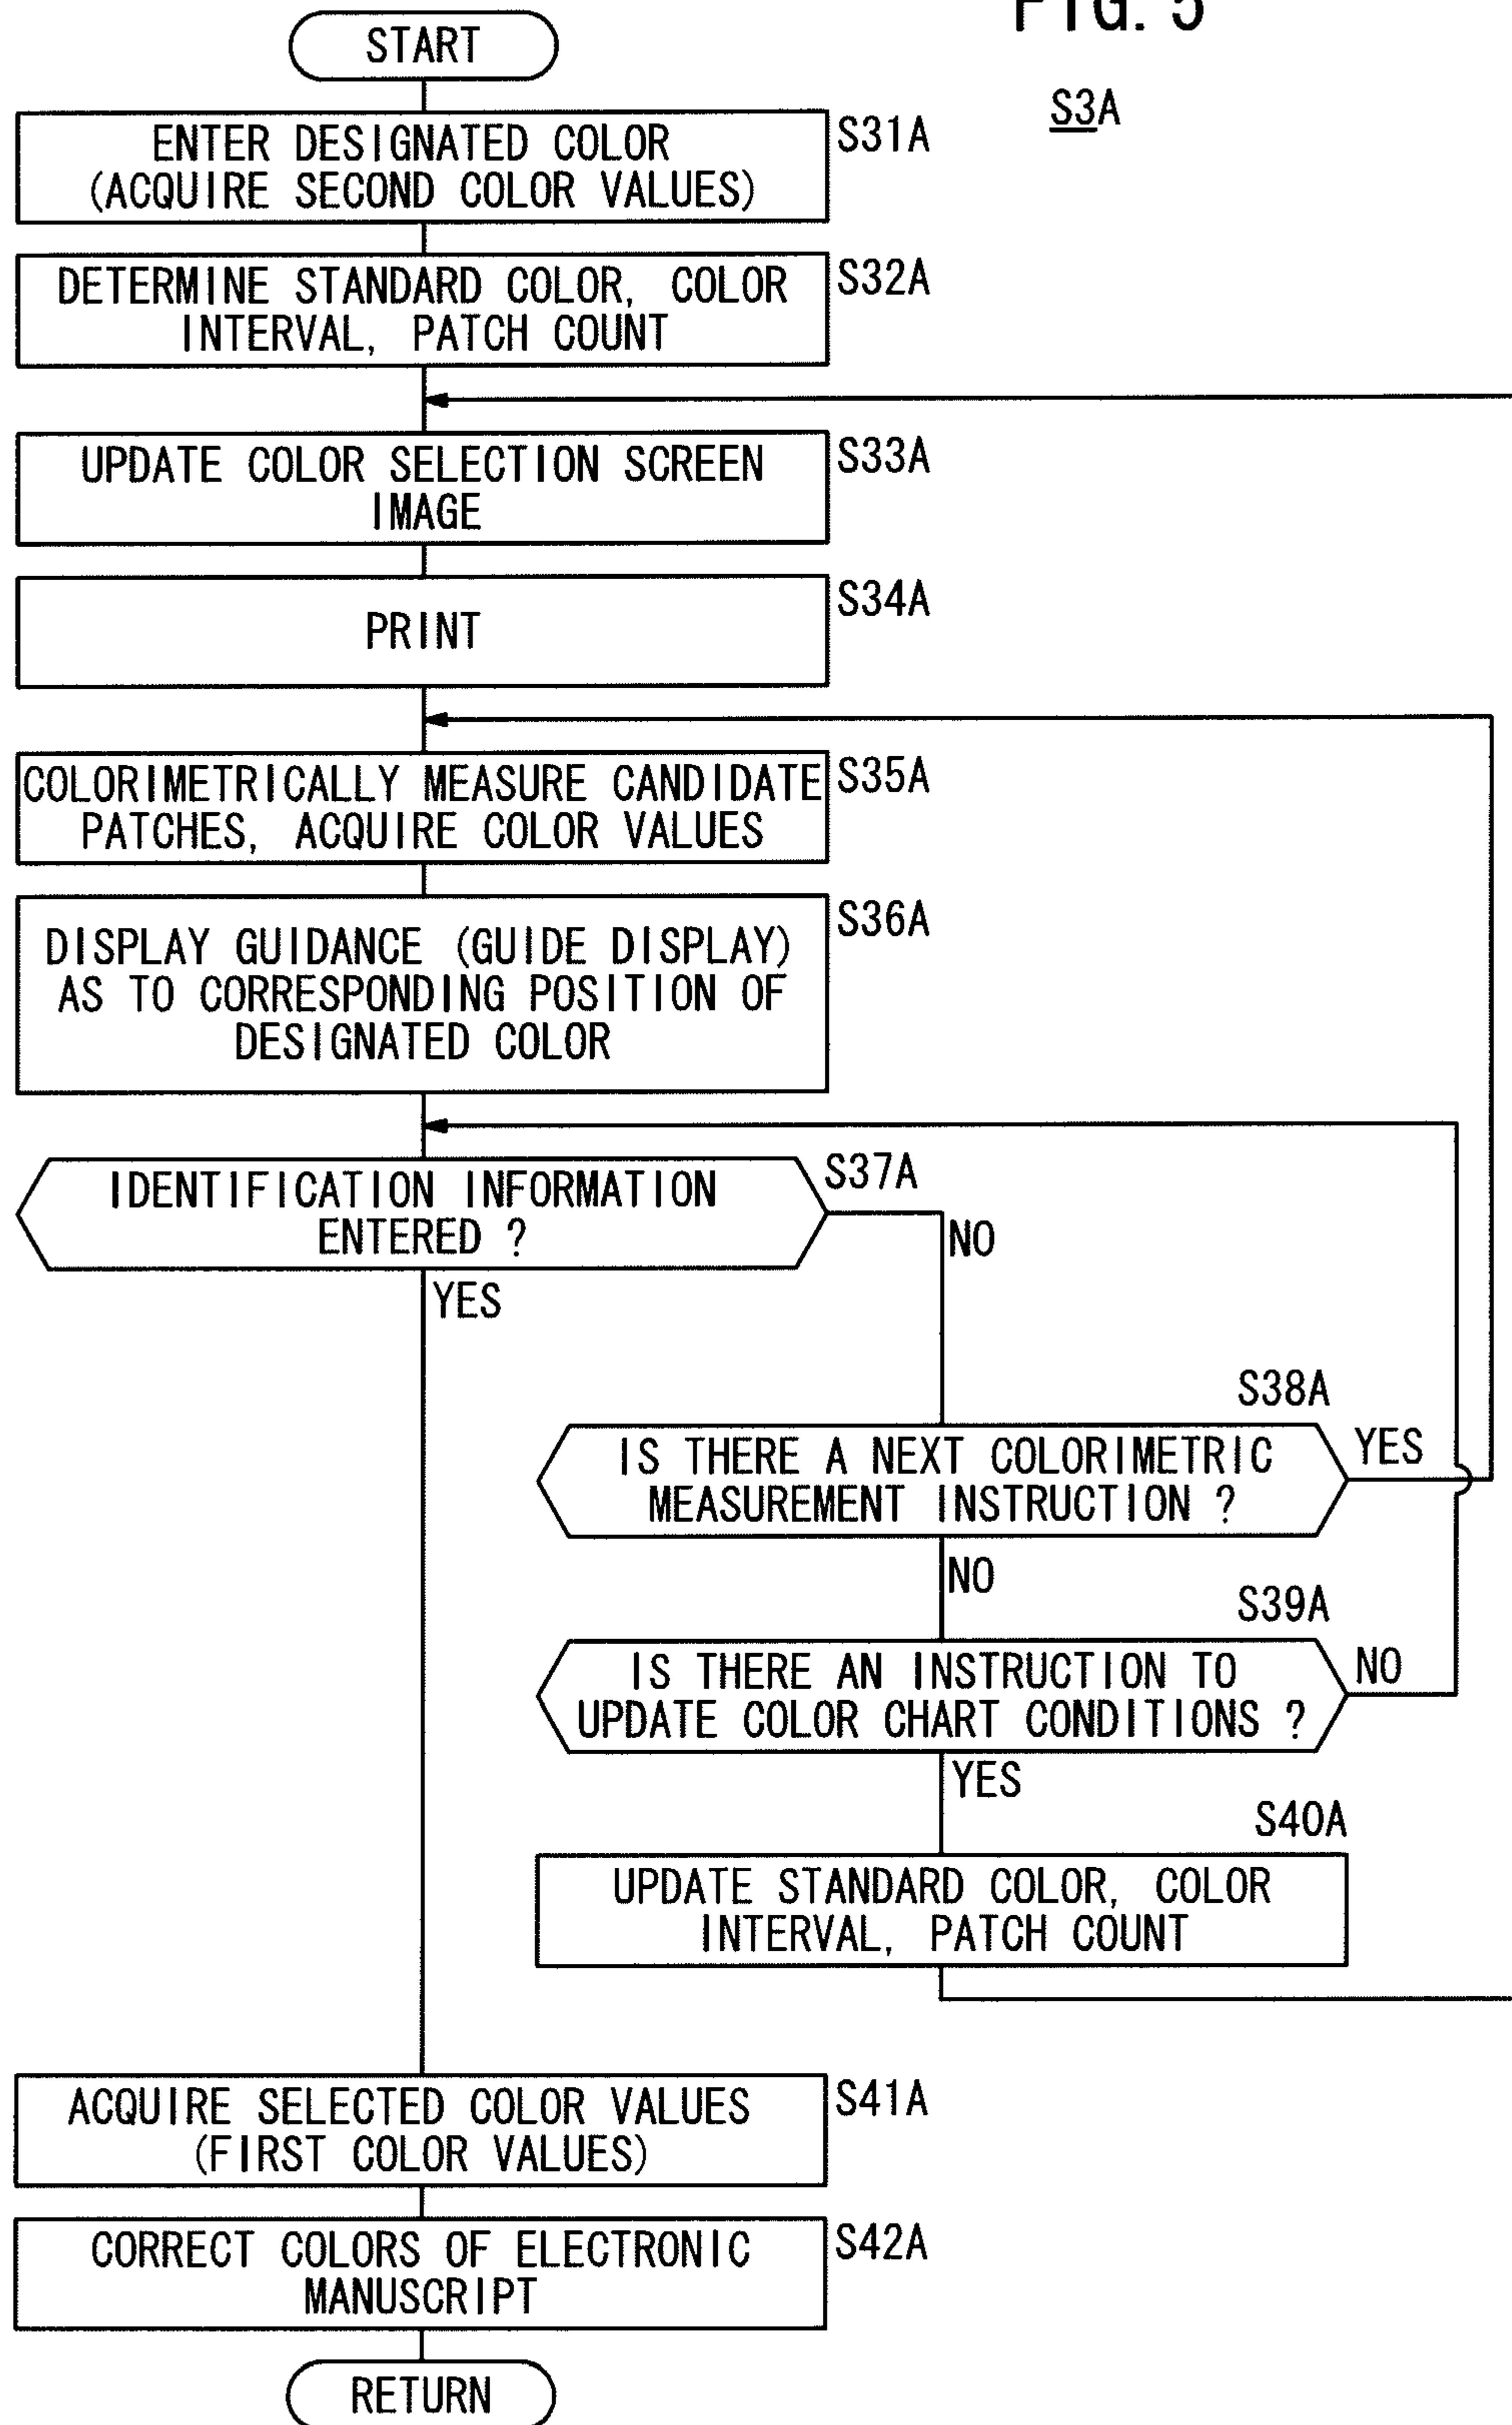 FIG. 5
S3A
START
ENTER DESIGNATED COLOR
(ACQUIRE SECOND COLOR VALUES)
S31A
DETERMINE STANDARD COLOR, COLOR
INTERVAL, PATCH COUNT
S32A
UPDATE COLOR SELECTION SCREEN
IMAGE
S33A
PRINT
S34A
COLORIMETRICALLY MEASURE CANDIDATE
PATCHES, ACQUIRE COLOR VALUES
S35A
DISPLAY GUIDANCE (GUIDE DISPLAY)
AS TO CORRESPONDING POSITION OF
DESIGNATED COLOR
S36A
IDENTIFICATION INFORMATION
ENTERED ?
S37A
NO
YES
S38A
IS THERE A NEXT COLORIMETRIC
MEASUREMENT INSTRUCTION ?
YES
NO
S39A
IS THERE AN INSTRUCTION TO
UPDATE COLOR CHART CONDITIONS ?
NO
YES
S40A
UPDATE STANDARD COLOR, COLOR
INTERVAL, PATCH COUNT
ACQUIRE SELECTED COLOR VALUES
(FIRST COLOR VALUES)
S41A
CORRECT COLORS OF ELECTRONIC
MANUSCRIPT
S42A
RETURN